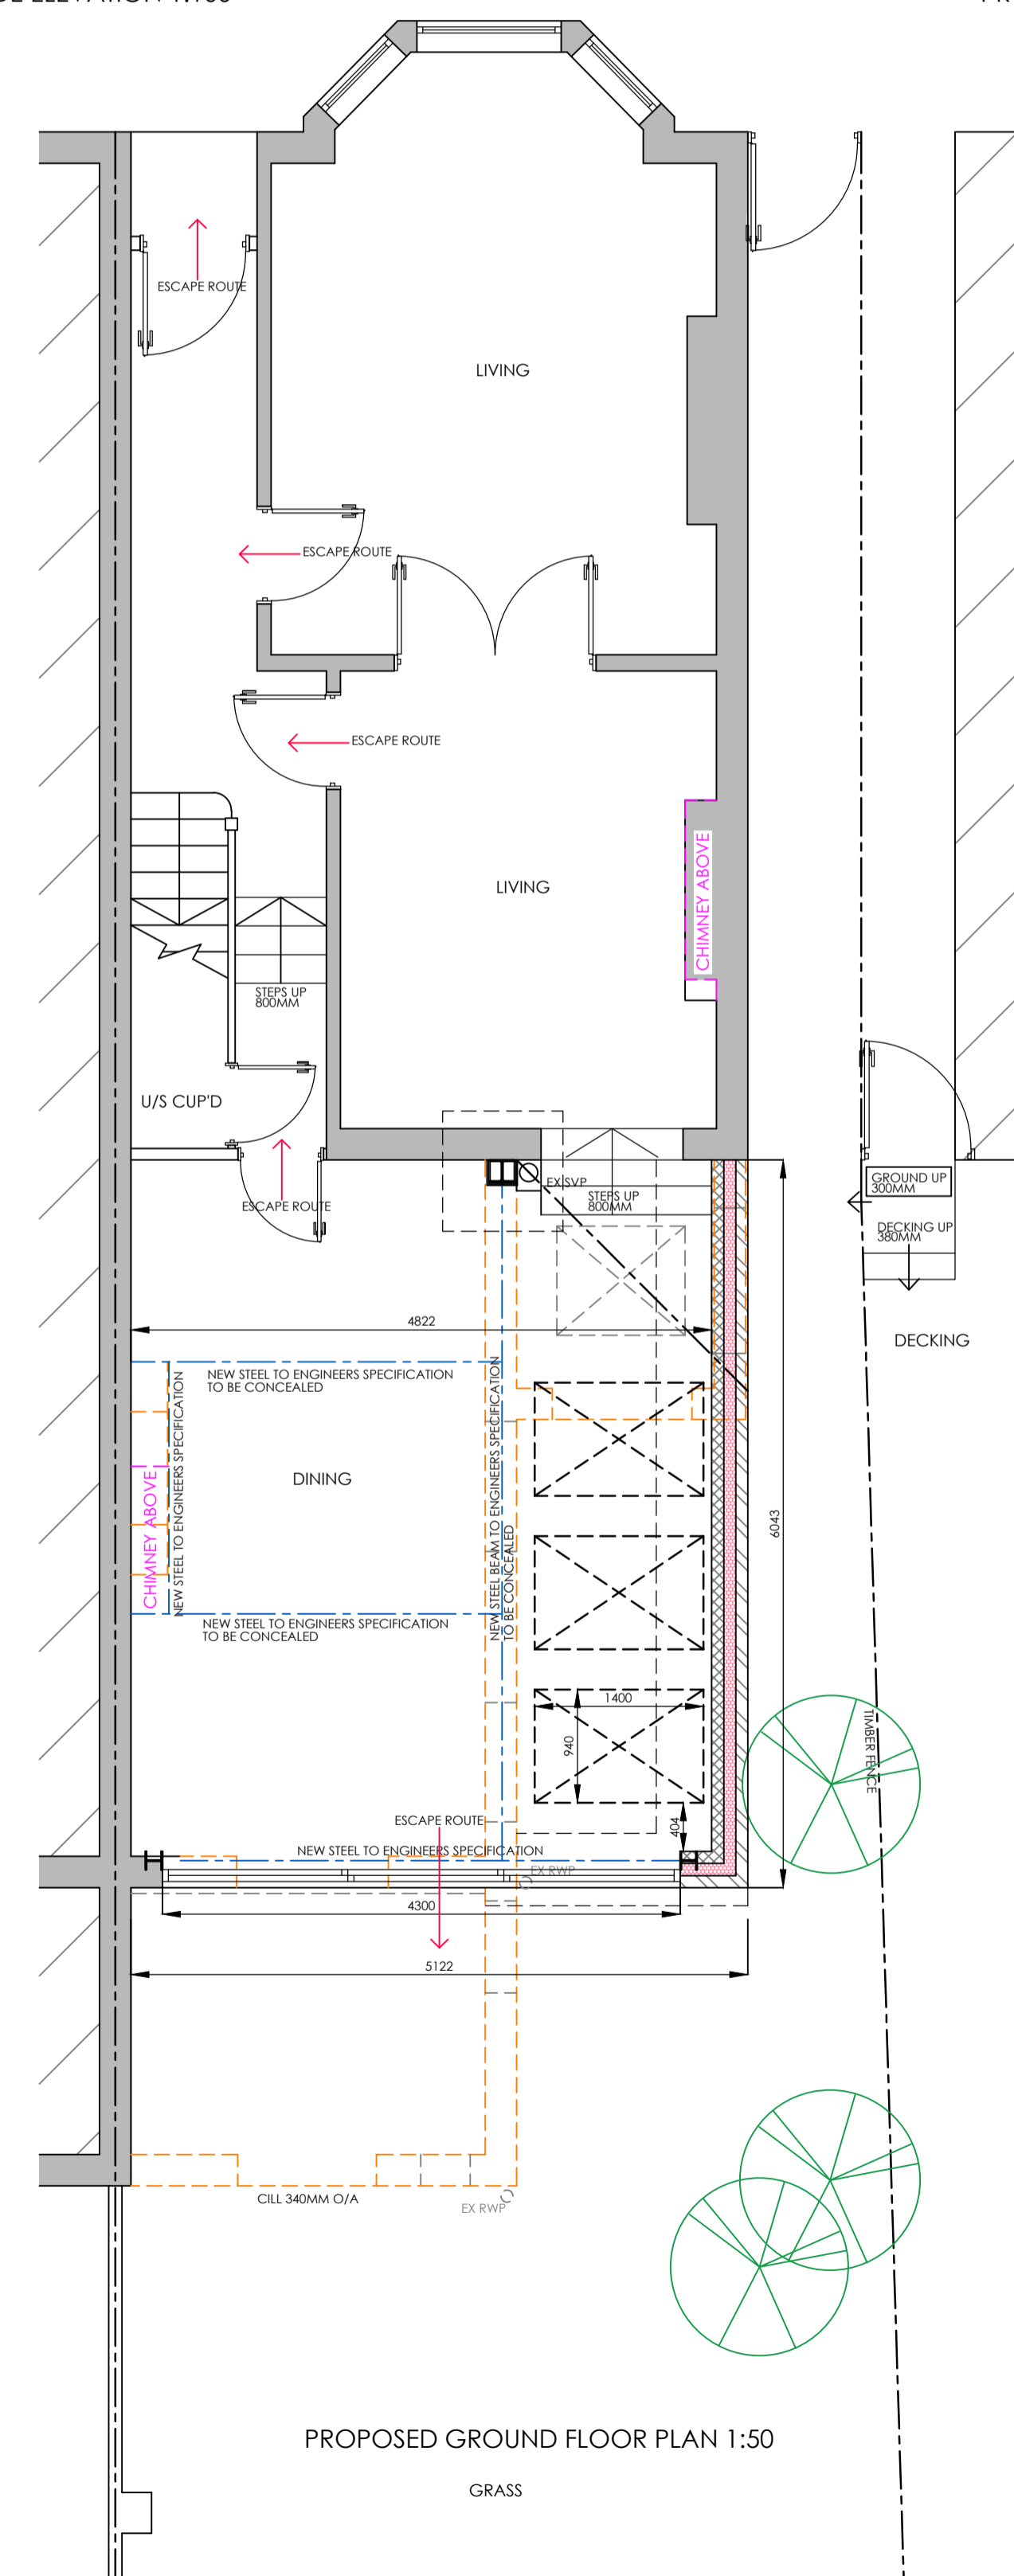 ESCAPE ROUTE
LIVING
ESCAPE ROUTE
ESCAPE ROUTE
CHIMNEY ABOVE
LIVING
STEPS UP
800MM
U/S CUP'D
ESCAPE ROUTE
EX SVP
STEPS UP
800MM
GROUND UP
300MM
DECKING UP
380MM
DECKING
4822
NEW STEEL TO ENGINEERS SPECIFICATION
TO BE CONCEALED
NEW STEEL TO ENGINEERS SPECIFICATION
CHIMNEY ABOVE
DINING
NEW STEEL BEAM TO ENGINEERS SPECIFICATION
TO BE CONCEALED
6043
NEW STEEL TO ENGINEERS SPECIFICATION
TO BE CONCEALED
1400
940
TIMBER FENCE
404
ESCAPE ROUTE
NEW STEEL TO ENGINEERS SPECIFICATION
EX RWP
4300
5122
CILL 340MM O/A
EX RWP
PROPOSED GROUND FLOOR PLAN 1:50
GRASS